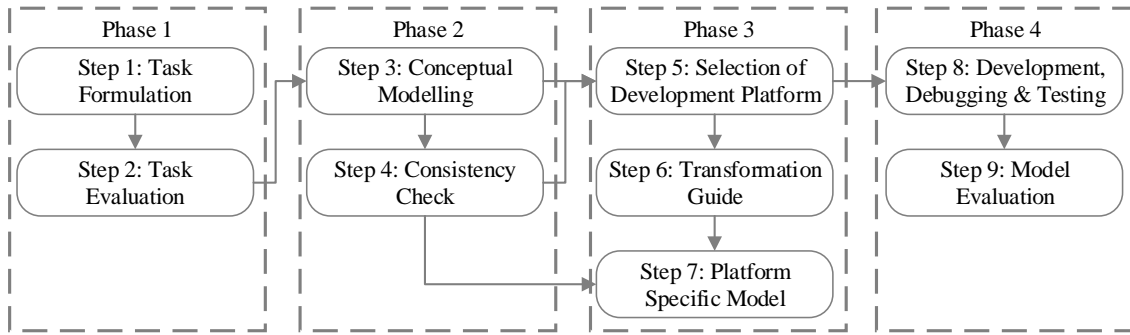 Phase 1
Step 1: Task
Formulation
Step 2: Task
Evaluation
Phase 2
Step 3: Conceptual
Modelling
Step 4: Consistency
Check
Phase 3
Step 5: Selection of
Development Platform
Step 6: Transformation
Guide
Step 7: Platform
Specific Model
Phase 4
Step 8: Development,
Debugging & Testing
Step 9: Model
Evaluation